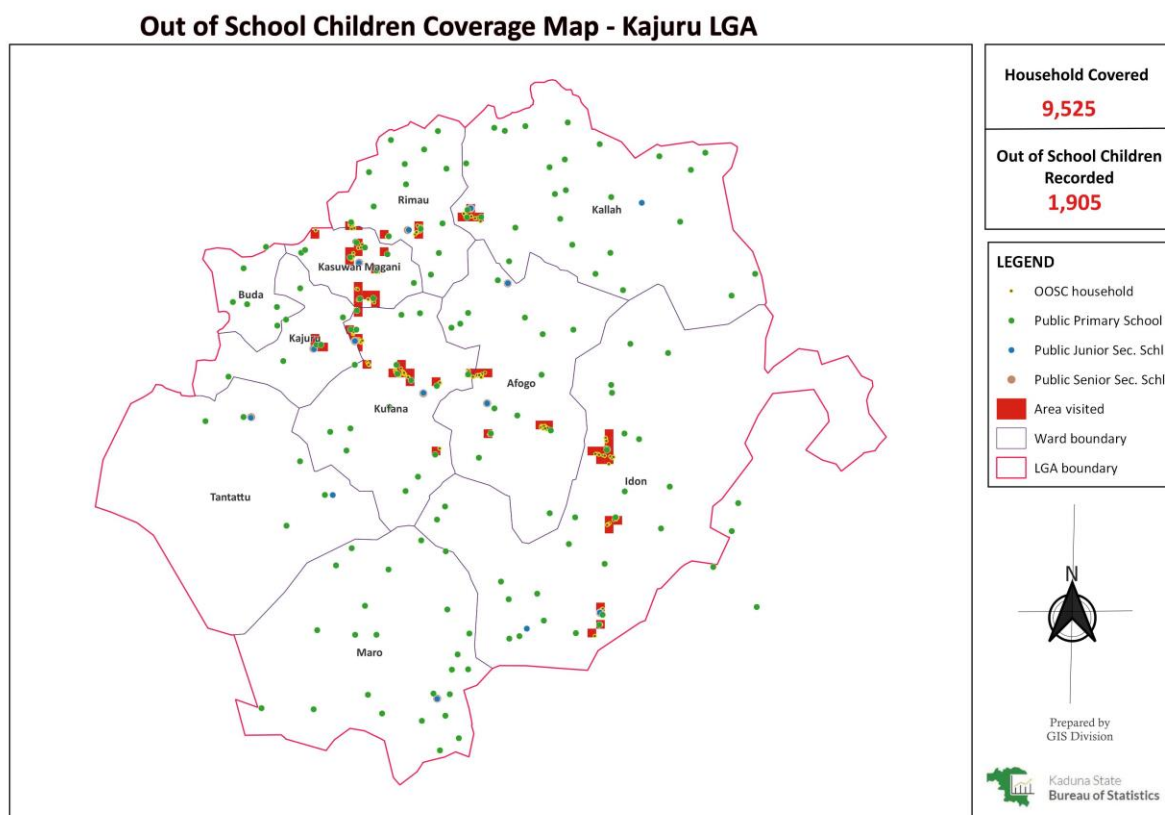 Out of School Children Coverage Map - Kajuru LGA
Household Covered
9,525
Out of School Children
Recorded
1,905
Rimau
Kallah
Kasuwan Magani
Buda
Kajuru
Afogo
Kufana
Idon
Tantattu
Maro
LEGEND
OOSC household
Public Primary School
Public Junior Sec. Schl
Public Senior Sec. Schl
Area visited
Ward boundary
LGA boundary
N
Prepared by
GIS Division
Kaduna State
Bureau of Statistics